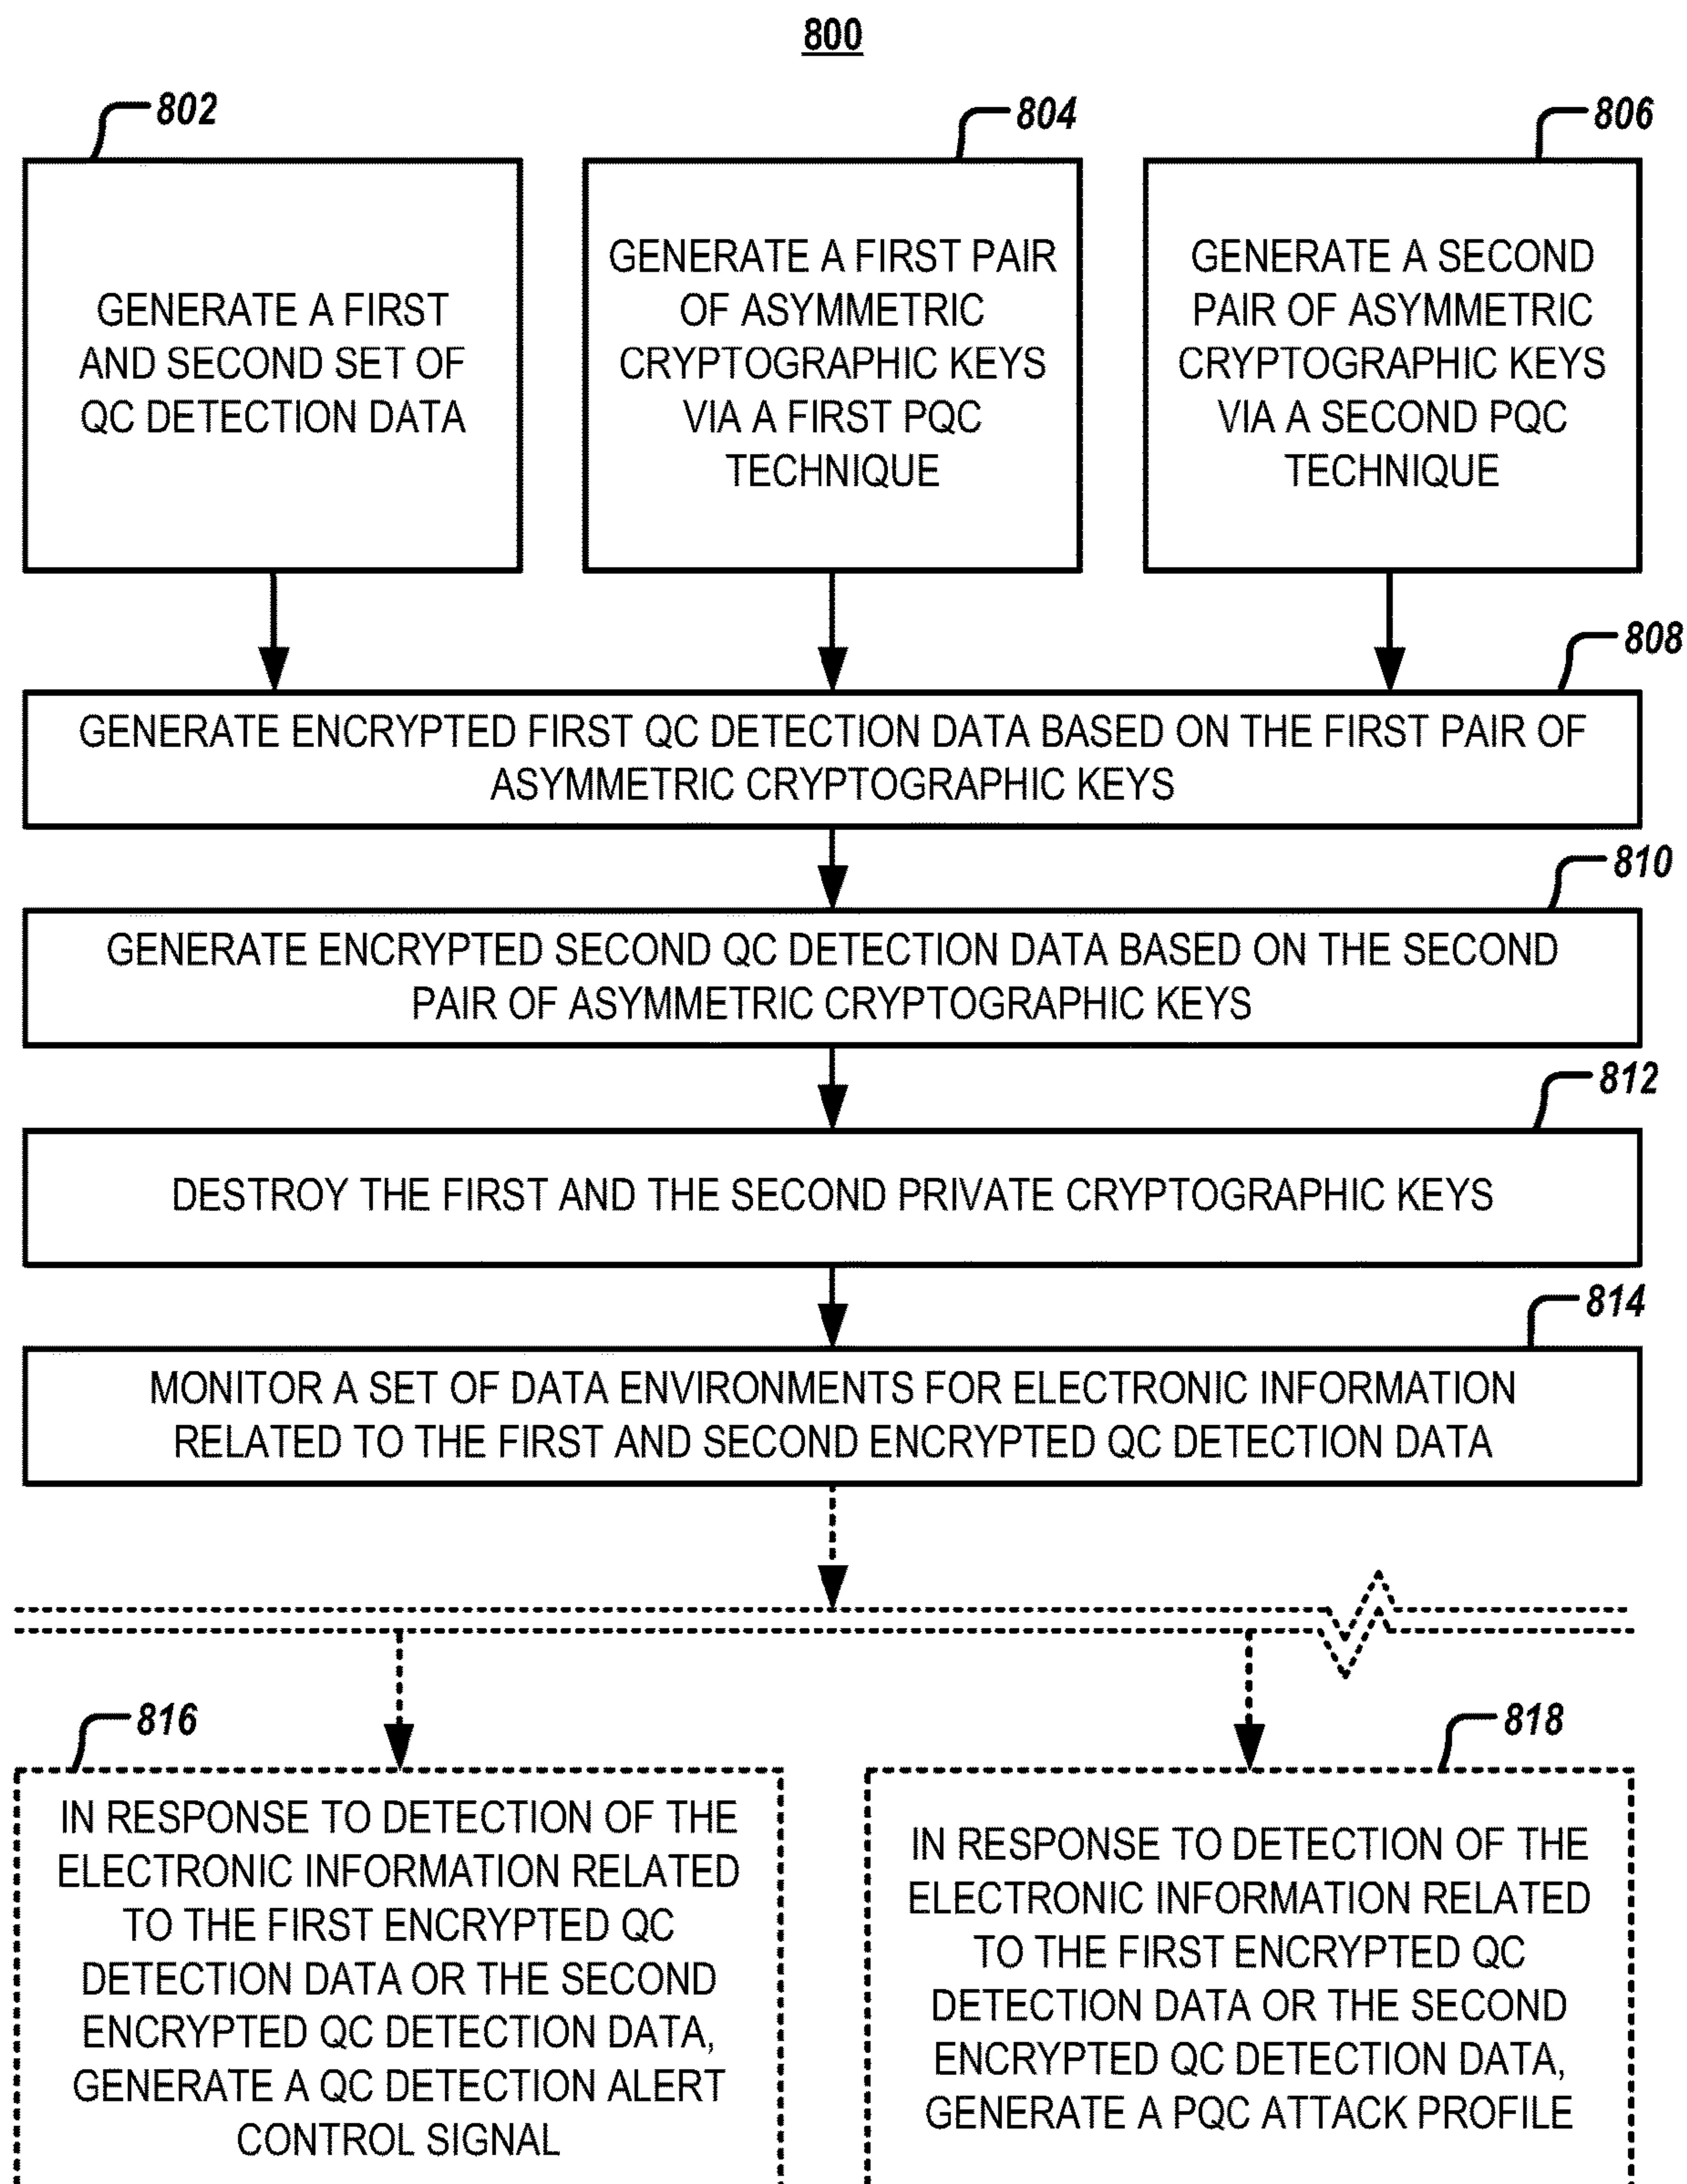 800
802
804
806
GENERATE A FIRST
AND SECOND SET OF
QC DETECTION DATA
GENERATE A FIRST PAIR
OF ASYMMETRIC
CRYPTOGRAPHIC KEYS
VIA A FIRST PQC
TECHNIQUE
GENERATE A SECOND
PAIR OF ASYMMETRIC
CRYPTOGRAPHIC KEYS
VIA A SECOND PQC
TECHNIQUE
808
GENERATE ENCRYPTED FIRST QC DETECTION DATA BASED ON THE FIRST PAIR OF
ASYMMETRIC CRYPTOGRAPHIC KEYS
810
GENERATE ENCRYPTED SECOND QC DETECTION DATA BASED ON THE SECOND
PAIR OF ASYMMETRIC CRYPTOGRAPHIC KEYS
812
DESTROY THE FIRST AND THE SECOND PRIVATE CRYPTOGRAPHIC KEYS
814
MONITOR A SET OF DATA ENVIRONMENTS FOR ELECTRONIC INFORMATION
RELATED TO THE FIRST AND SECOND ENCRYPTED QC DETECTION DATA
816
818
IN RESPONSE TO DETECTION OF THE
ELECTRONIC INFORMATION RELATED
TO THE FIRST ENCRYPTED QC
DETECTION DATA OR THE SECOND
ENCRYPTED QC DETECTION DATA,
GENERATE A QC DETECTION ALERT
CONTROL SIGNAL
IN RESPONSE TO DETECTION OF THE
ELECTRONIC INFORMATION RELATED
TO THE FIRST ENCRYPTED QC
DETECTION DATA OR THE SECOND
ENCRYPTED QC DETECTION DATA,
GENERATE A PQC ATTACK PROFILE